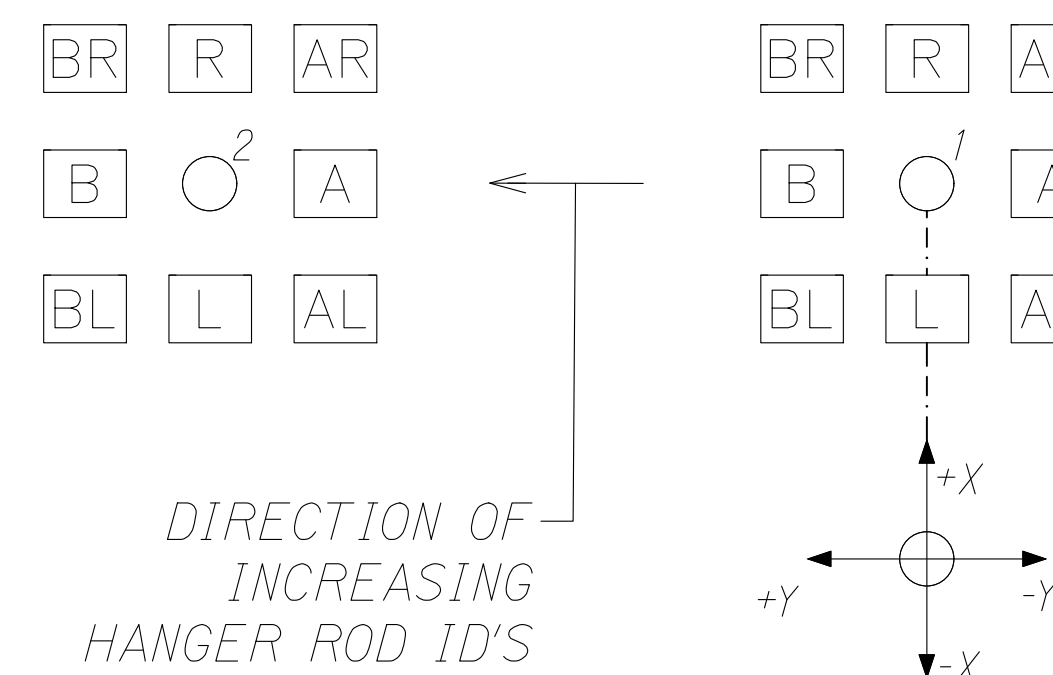 BR R AR BR R A
2 1
B A B A
BL L AL BL L A
+X
DIRECTION OF
INCREASING
+Y -Y
HANGER ROD ID'S
-X